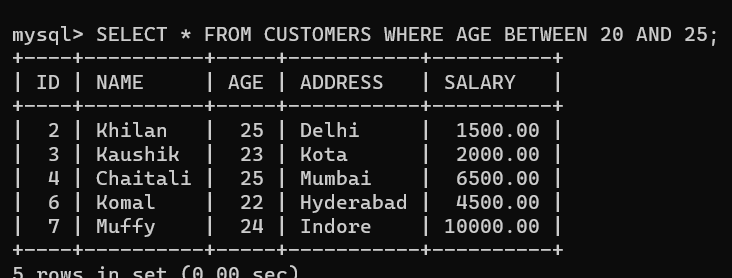 mysql> SELECT * FROM CUSTOMERS WHERE AGE BETWEEN 20 AND 25;
+----+----------+-----+-----------+----------+
| ID | NAME     | AGE | ADDRESS   | SALARY   |
+----+----------+-----+-----------+----------+
|  2 | Khilan   |  25 | Delhi     |  1500.00 |
|  3 | Kaushik  |  23 | Kota      |  2000.00 |
|  4 | Chaitali |  25 | Mumbai    |  6500.00 |
|  6 | Komal    |  22 | Hyderabad |  4500.00 |
|  7 | Muffy    |  24 | Indore    | 10000.00 |
+----+----------+-----+-----------+----------+
5 rows in set (0.00 sec)